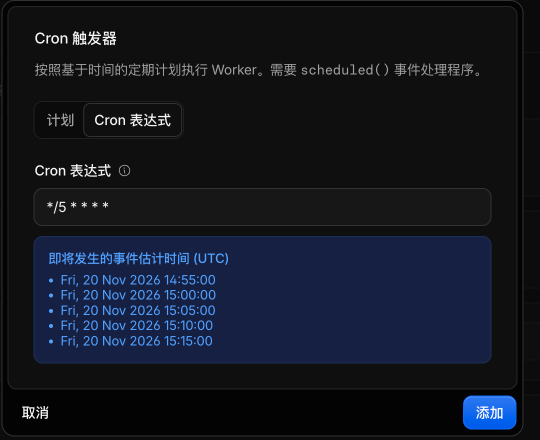 Cron 触发器
按照基于时间的定期计划执行 Worker。需要 scheduled() 事件处理程序。
计划 Cron 表达式
Cron 表达式
*/5 * * * *
即将发生的事件估计时间 (UTC)
• Fri, 20 Nov 2026 14:55:00
• Fri, 20 Nov 2026 15:00:00
• Fri, 20 Nov 2026 15:05:00
• Fri, 20 Nov 2026 15:10:00
• Fri, 20 Nov 2026 15:15:00
取消 添加